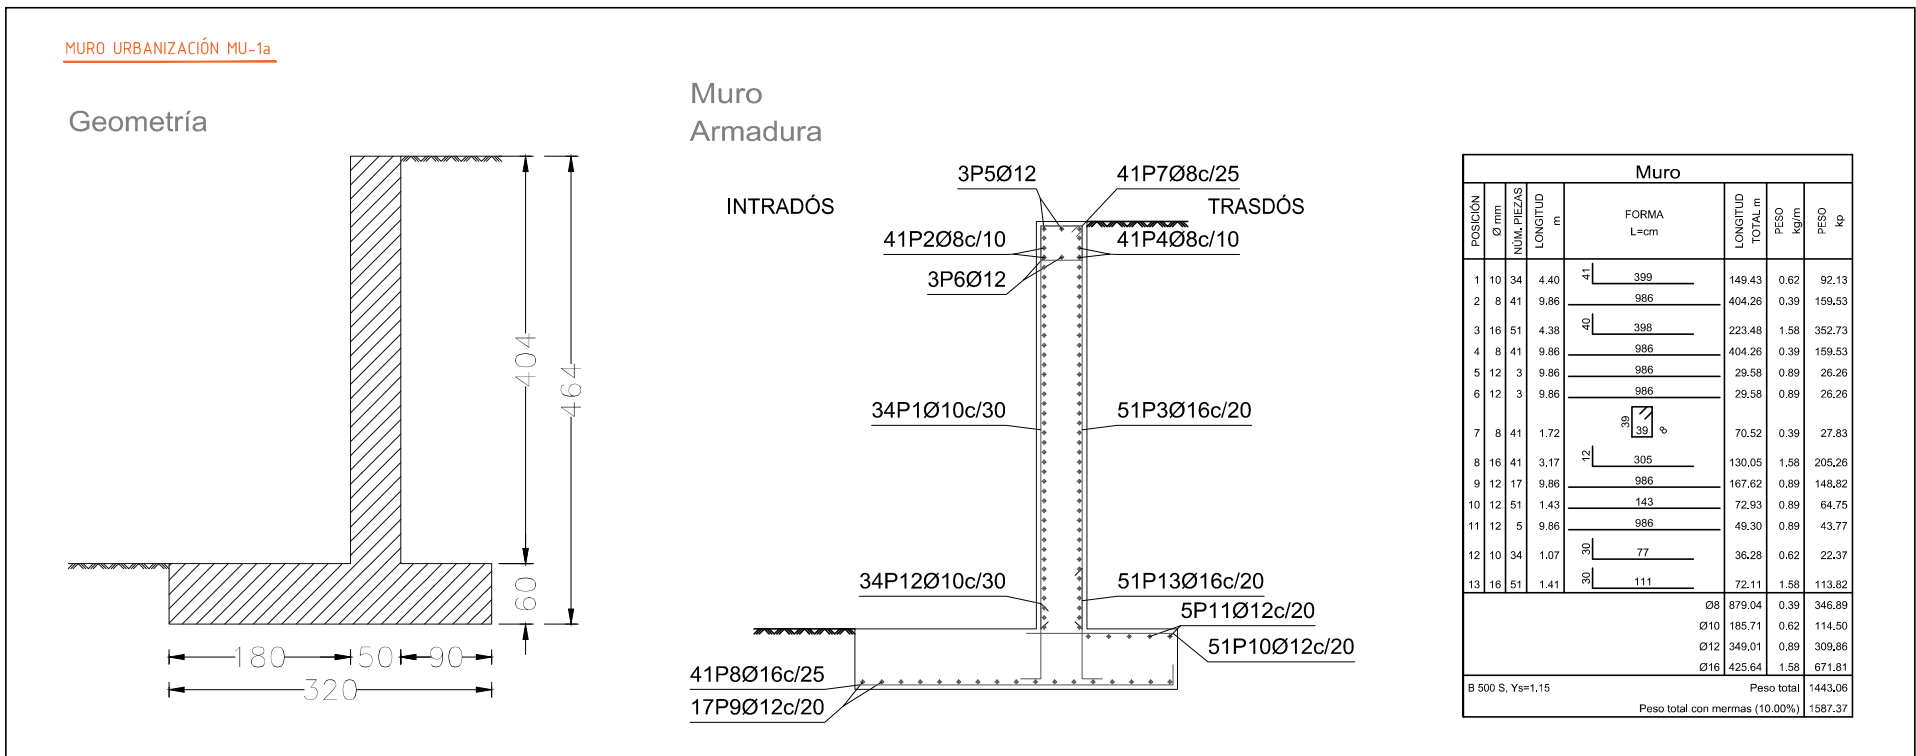 MURO URBANIZACIÓN MU-1a
Geometría
404
464
60
180
50
90
320
Muro
Armadura
INTRADÓS
TRASDÓS
3P5Ø12
41P7Ø8c/25
41P2Ø8c/10
41P4Ø8c/10
3P6Ø12
34P1Ø10c/30
51P3Ø16c/20
34P12Ø10c/30
51P13Ø16c/20
5P11Ø12c/20
51P10Ø12c/20
41P8Ø16c/25
17P9Ø12c/20
Muro
POSICIÓN Ø mm NÚM. PIEZAS LONGITUD m FORMA L=cm LONGITUD TOTAL m PESO kg/m PESO kp
1 10 34 4.40 41 399 149.43 0.62 92.13
2 8 41 9.86 986 404.26 0.39 159.53
3 16 51 4.38 40 398 223.48 1.58 352.73
4 8 41 9.86 986 404.26 0.39 159.53
5 12 3 9.86 986 29.58 0.89 26.26
6 12 3 9.86 986 29.58 0.89 26.26
7 8 41 1.72 39 39 8 70.52 0.39 27.83
8 16 41 3.17 12 305 130.05 1.58 205.26
9 12 17 9.86 986 167.62 0.89 148.82
10 12 51 1.43 143 72.93 0.89 64.75
11 12 5 9.86 986 49.30 0.89 43.77
12 10 34 1.07 30 77 36.28 0.62 22.37
13 16 51 1.41 30 111 72.11 1.58 113.82
Ø8 879.04 0.39 346.89
Ø10 185.71 0.62 114.50
Ø12 349.01 0.89 309.86
Ø16 425.64 1.58 671.81
B 500 S, Ys=1.15 Peso total 1443.06
Peso total con mermas (10.00%) 1587.37